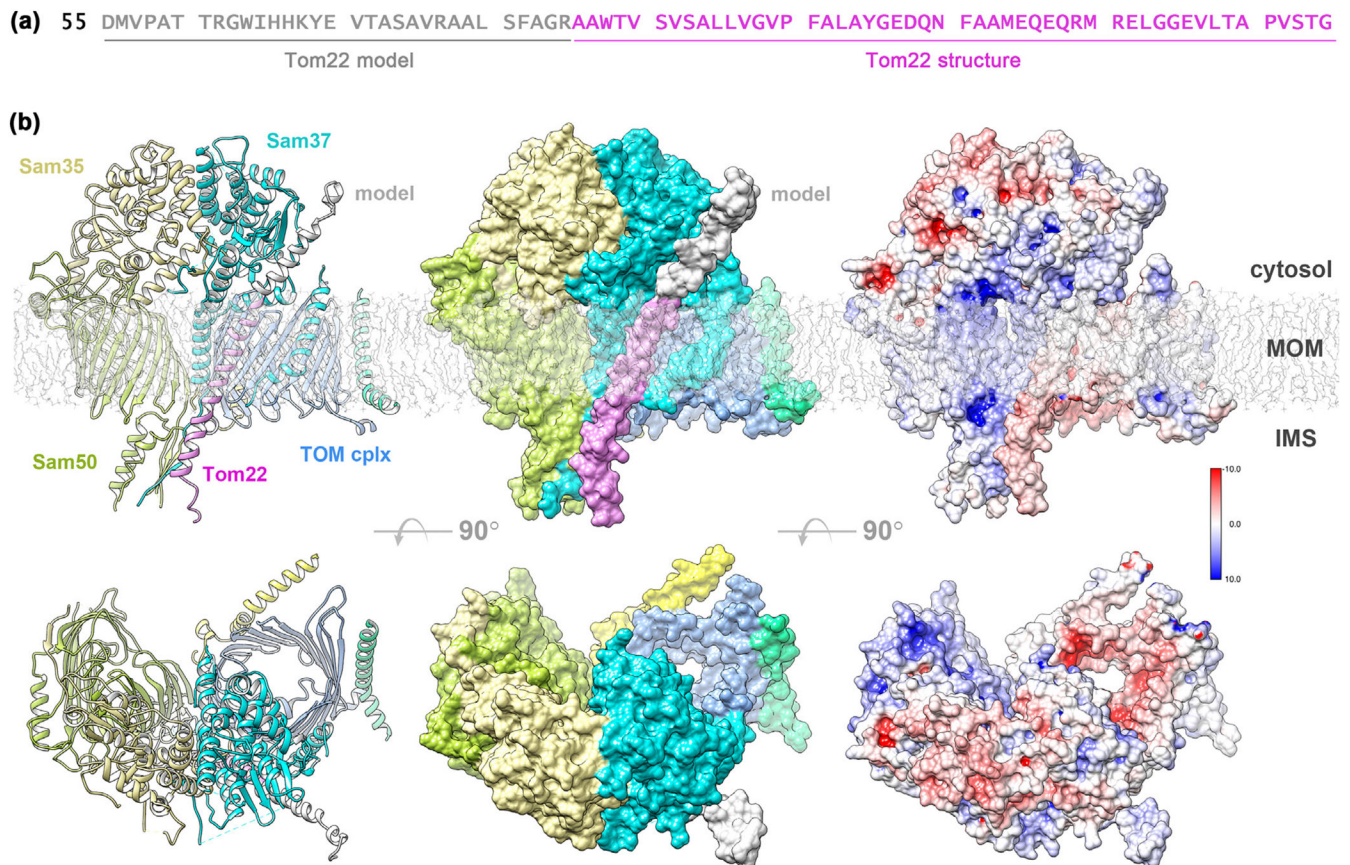 (a) 55 DMVPAT TRGWIHHKYE VTASAVRAAL SFAGRAAWTV SVSALLVGVP FALAYGEDQN FAAMEQEQRM RELGGEVLTA PVSTG
Tom22 model Tom22 structure
(b)
Sam37
Sam35
model
model
cytosol
MOM
IMS
Sam50
Tom22
TOM cplx
-10.0
0.0
10.0
90°
90°